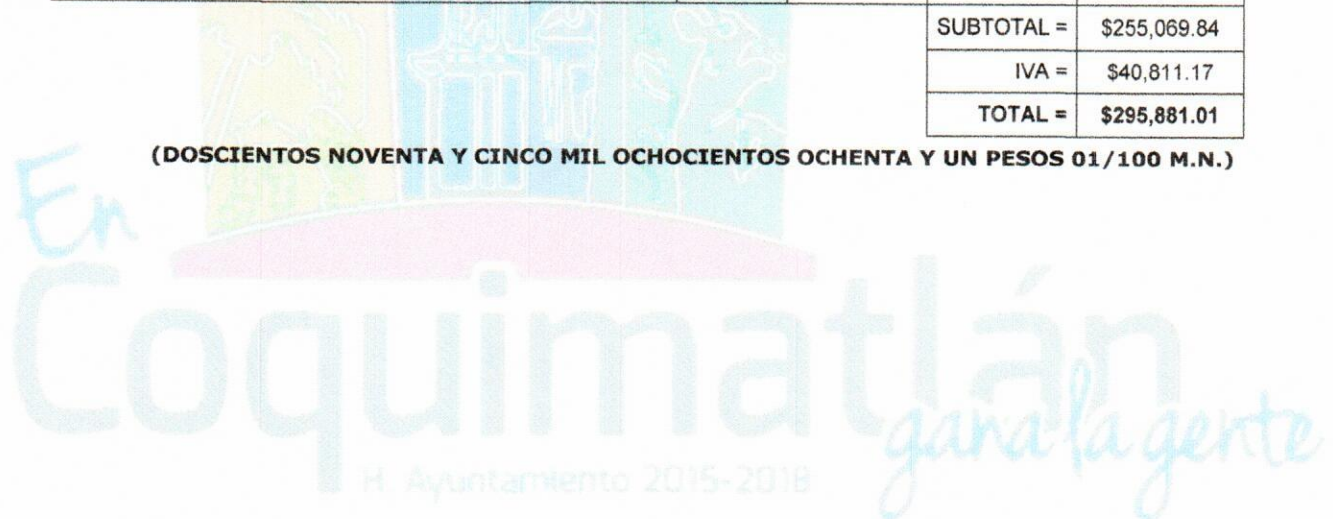 SUBTOTAL = $255,069.84
IVA = $40,811.17
TOTAL = $295,881.01
(DOSCIENTOS NOVENTA Y CINCO MIL OCHOCIENTOS OCHENTA Y UN PESOS 01/100 M.N.)
En
Coquimatlán
gana la gente
H. Ayuntamiento 2015-2018